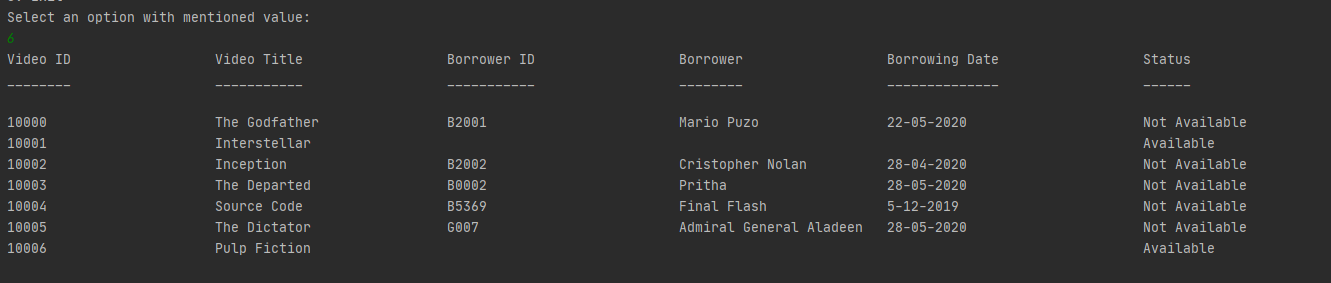 Select an option with mentioned value:
6
Video ID Video Title Borrower ID Borrower Borrowing Date Status
-------- ----------- ----------- -------- -------------- ------
10000 The Godfather B2001 Mario Puzo 22-05-2020 Not Available
10001 Interstellar Available
10002 Inception B2002 Cristopher Nolan 28-04-2020 Not Available
10003 The Departed B0002 Pritha 28-05-2020 Not Available
10004 Source Code B5369 Final Flash 5-12-2019 Not Available
10005 The Dictator G007 Admiral General Aladeen 28-05-2020 Not Available
10006 Pulp Fiction Available